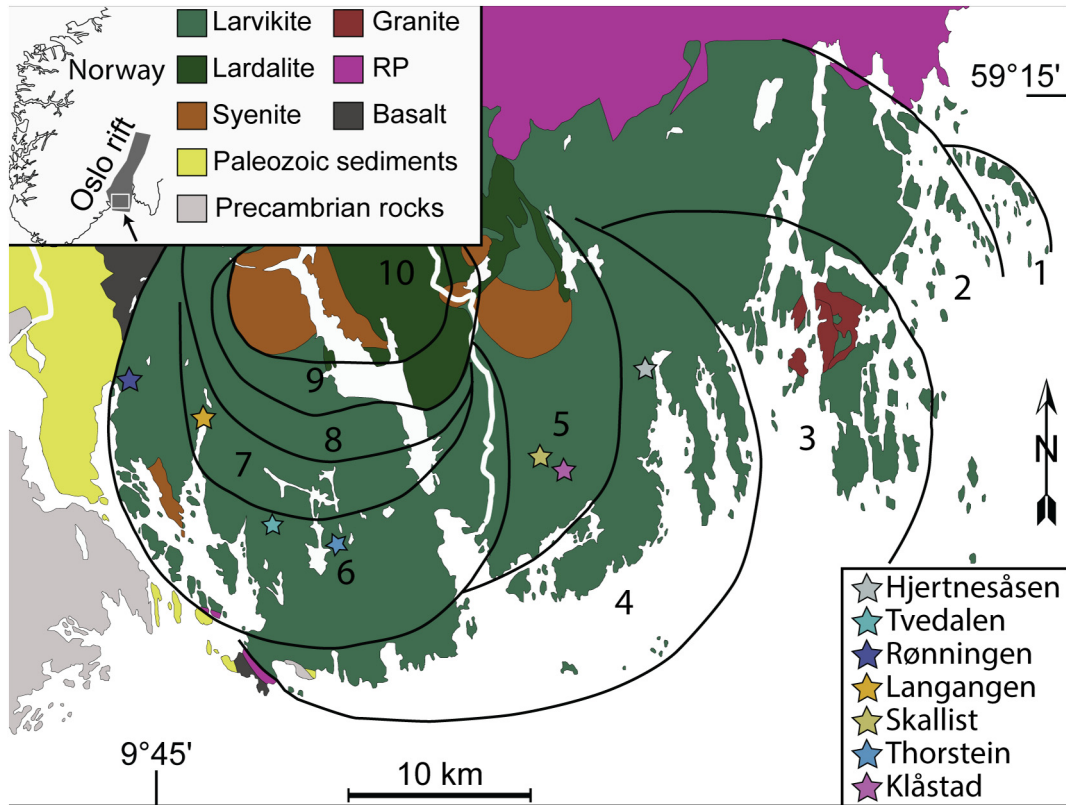 Larvikite
Granite
Norway
Lardalite
RP
Syenite
Basalt
Oslo rift
Paleozoic sediments
Precambrian rocks
59°15'
1
2
3
4
5
6
7
8
9
10
N
Hjertnesåsen
Tvedalen
Rønningen
Langangen
Skallist
Thorstein
Klåstad
9°45'
10 km